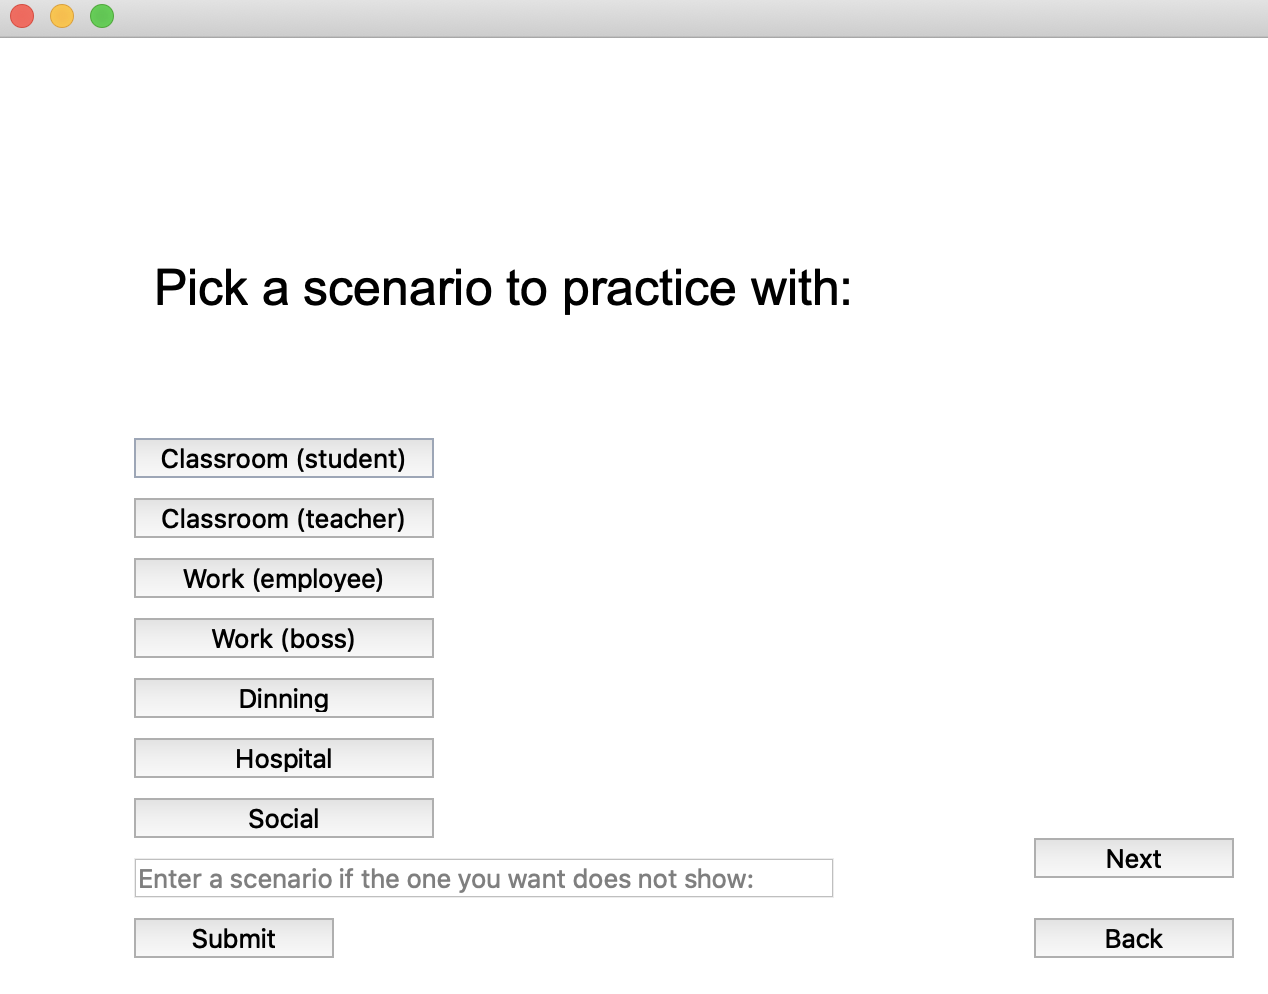 Pick a scenario to practice with:
Classroom (student)
Classroom (teacher)
Work (employee)
Work (boss)
Dinning
Hospital
Social
Enter a scenario if the one you want does not show:
Submit
Next
Back